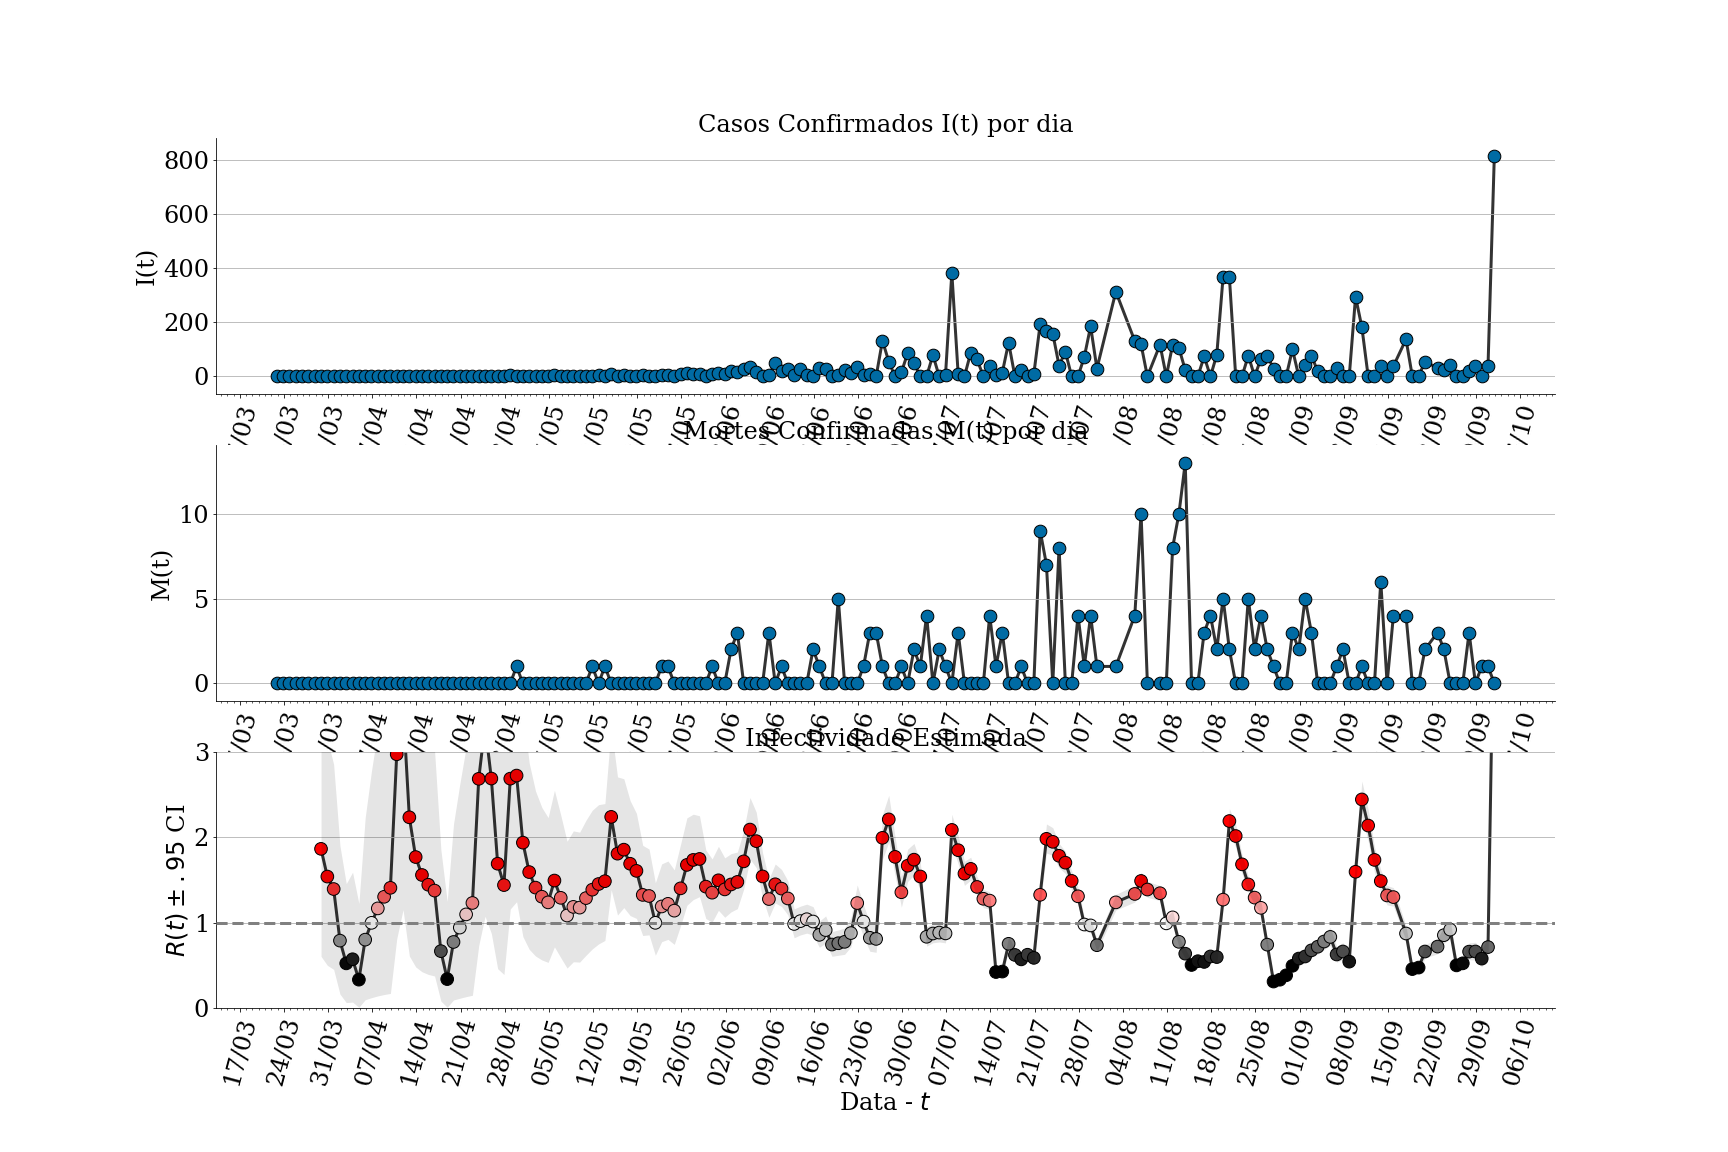 Casos Confirmados I(t) por dia
I(t)
800
600
400
200
0
Mortes Confirmadas M(t) por dia
M(t)
10
5
0
Infectividade Estimada
R(t) ± .95 CI
3
2
1
0
17/03 24/03 31/03 07/04 14/04 21/04 28/04 05/05 12/05 19/05 26/05 02/06 09/06 16/06 23/06 30/06 07/07 14/07 21/07 28/07 04/08 11/08 18/08 25/08 01/09 08/09 15/09 22/09 29/09 06/10
Data - t